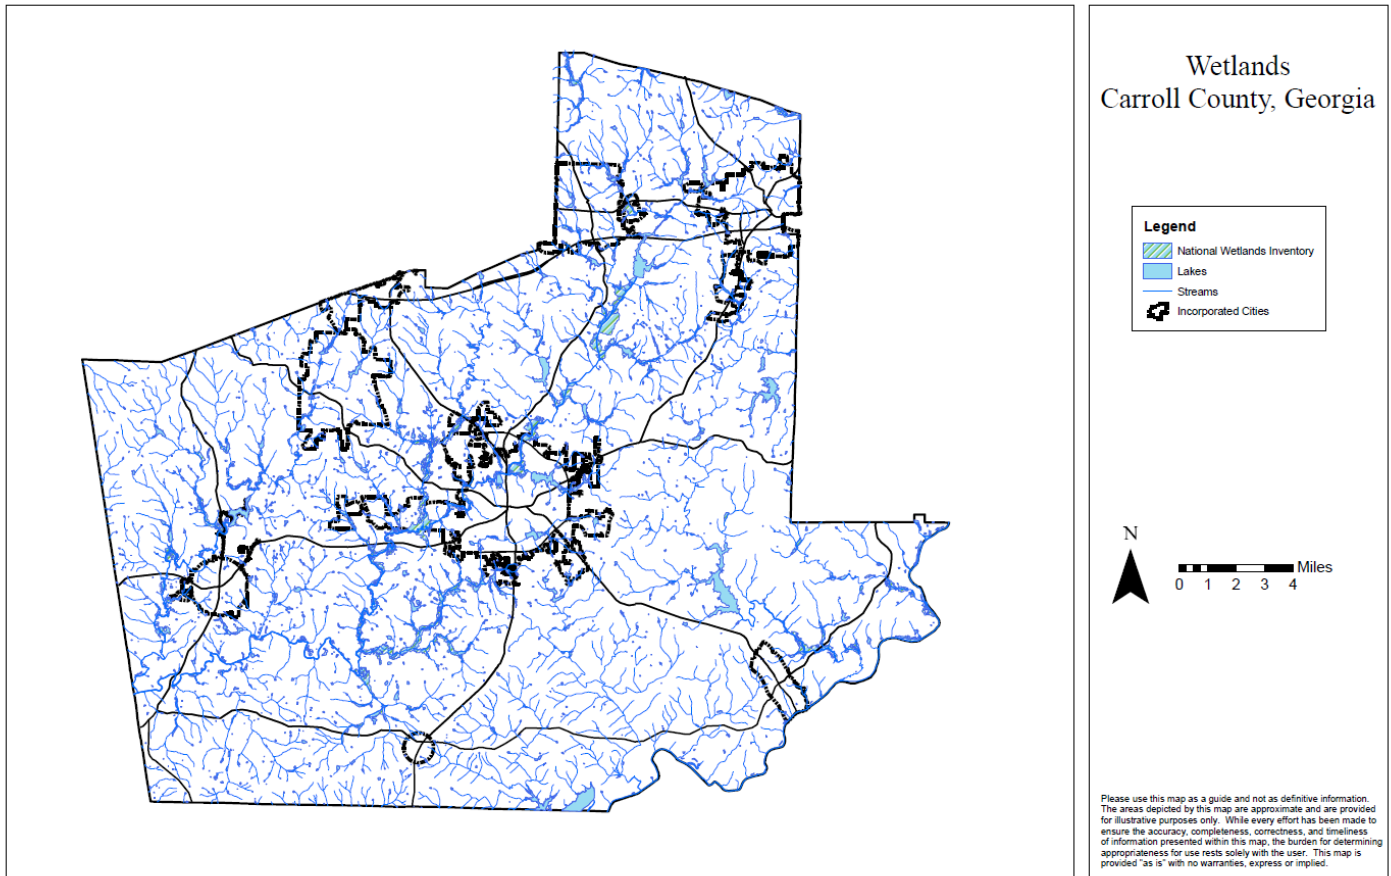 Wetlands
Carroll County, Georgia
Legend
National Wetlands Inventory
Lakes
Streams
Incorporated Cities
N
Miles
0 1 2 3 4
Please use this map as a guide and not as definitive information.
The areas depicted by this map are approximate and are provided
for illustrative purposes only. While every effort has been made to
ensure the accuracy, completeness, correctness, and timeliness
of information presented within this map, the burden for determining
appropriateness for use rests solely with the user. This map is
provided "as is" with no warranties, express or implied.